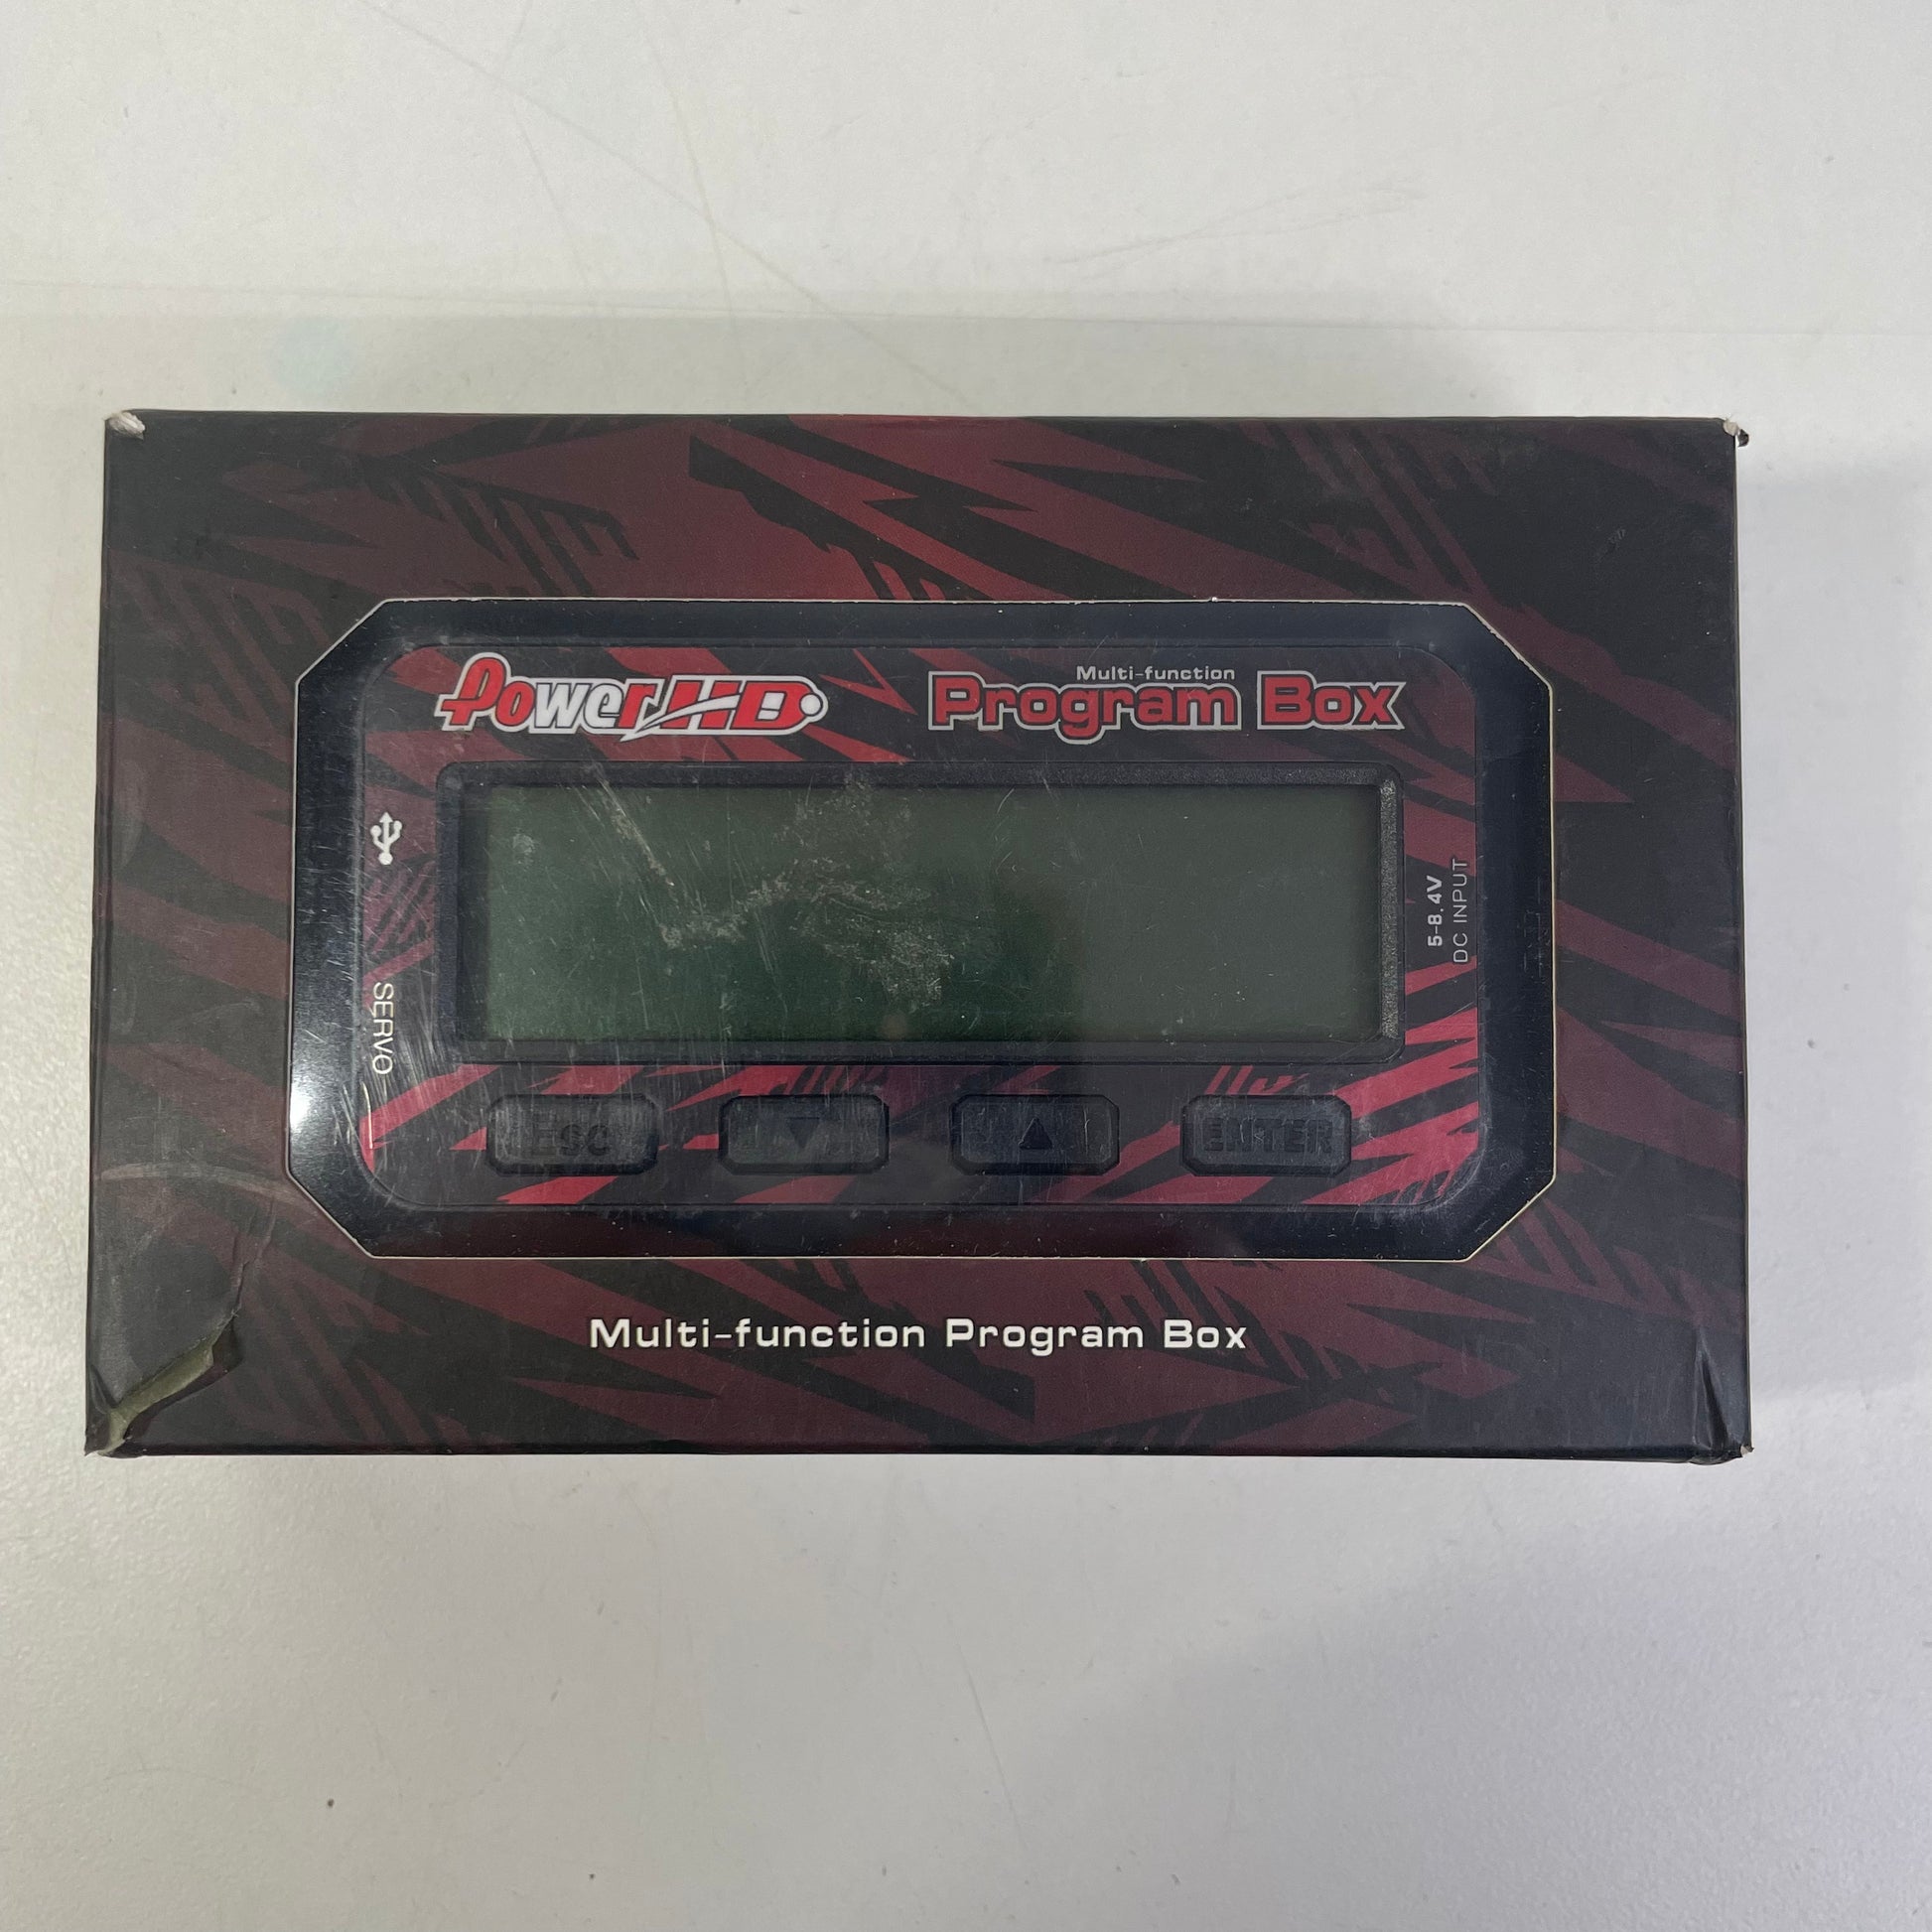 PowerHD
Multi-function
Program Box
5-8.4V
DC INPUT
SERVO
ESC
ENTER
Multi-function Program Box